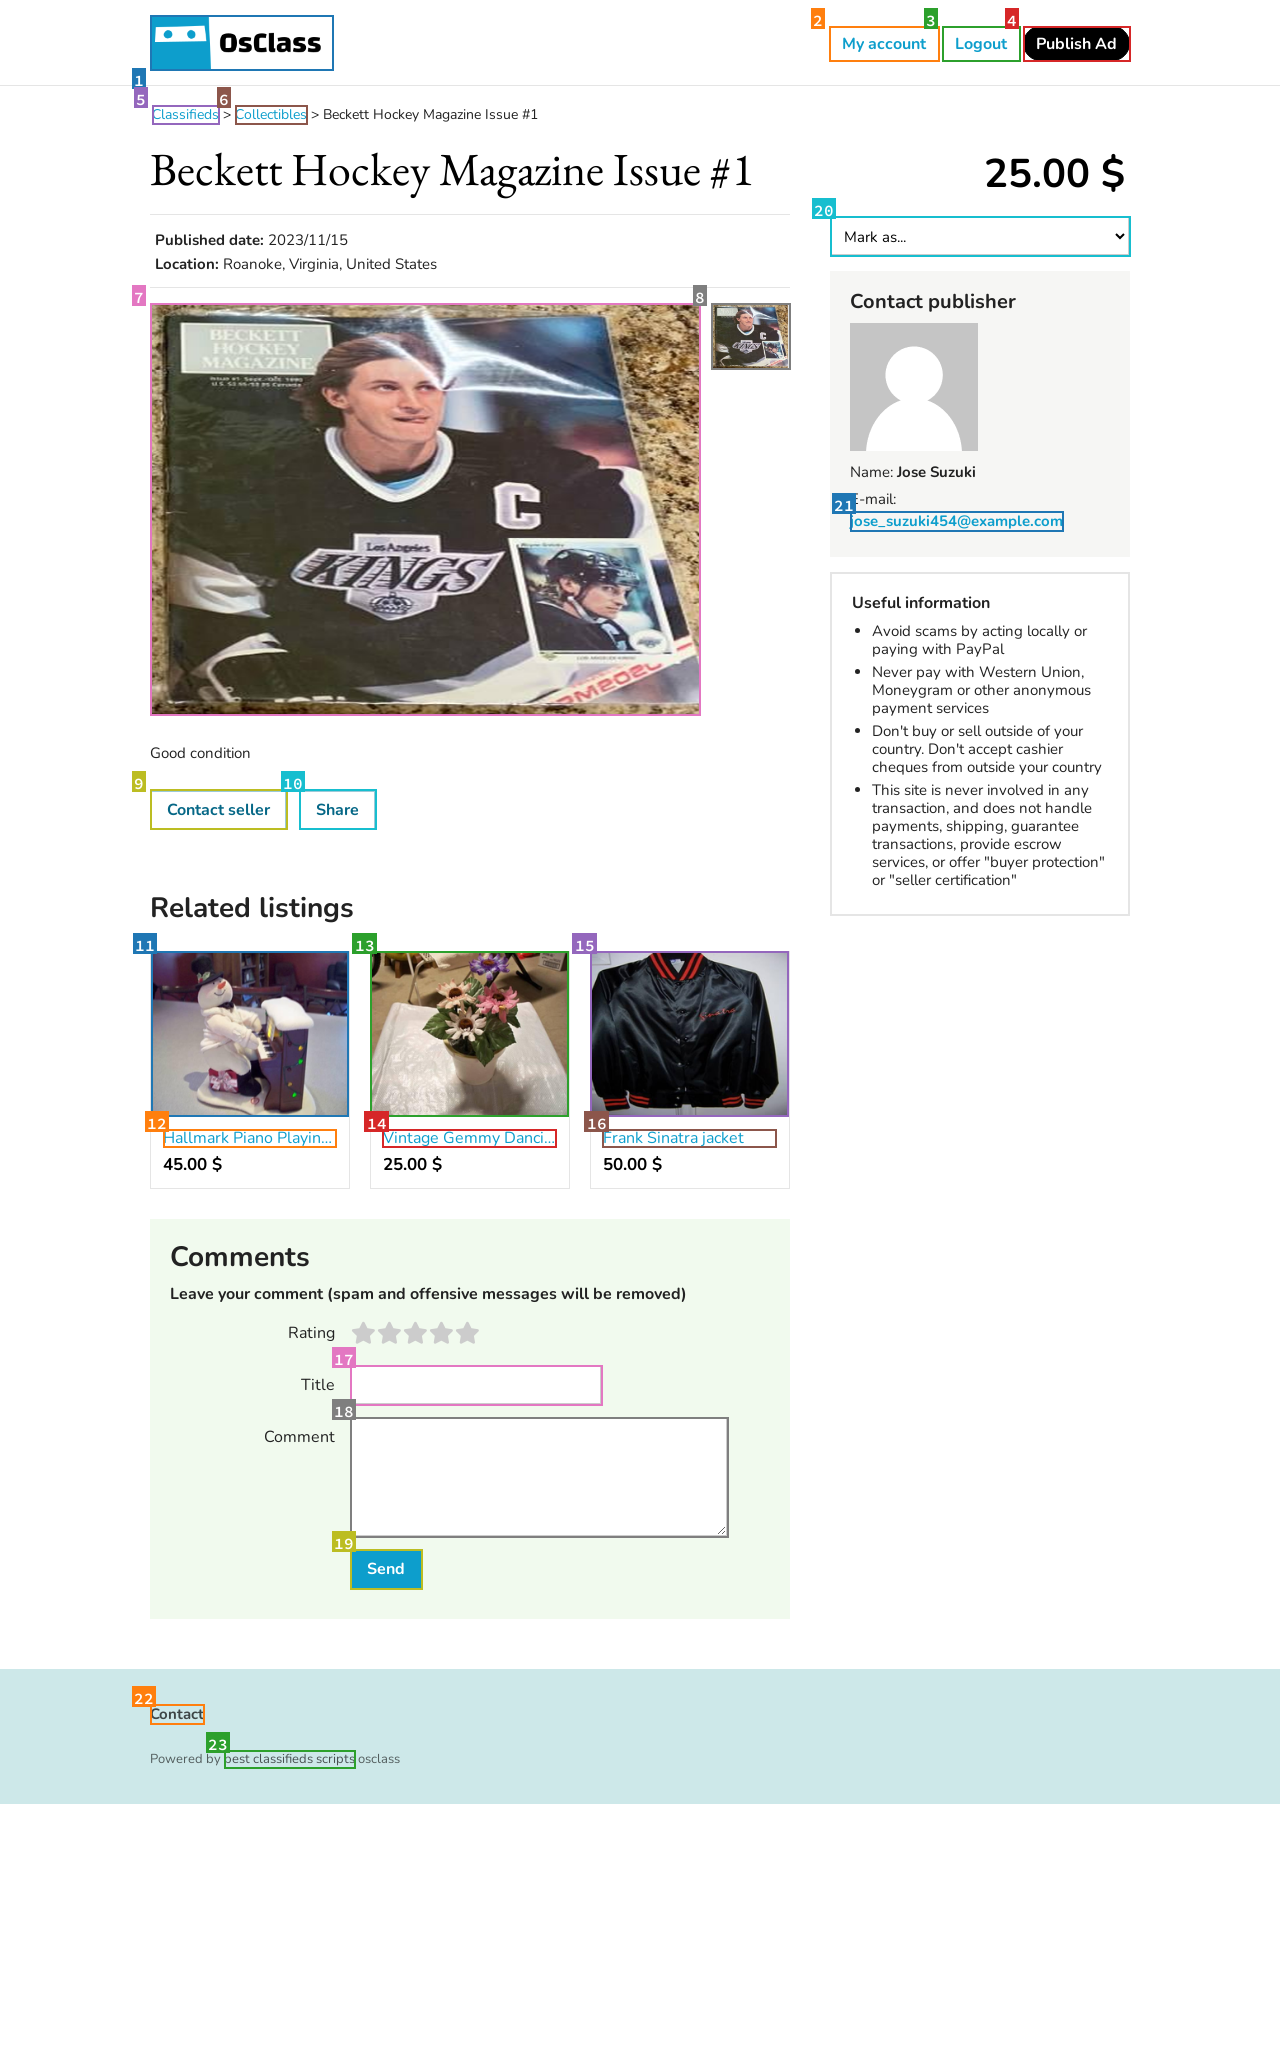 OsClass
2
3
4
My account
Logout
Publish Ad
1
5
6
Classifieds > Collectibles > Beckett Hockey Magazine Issue #1
Beckett Hockey Magazine Issue #1
25.00 $
20
Mark as...
Published date: 2023/11/15
Location: Roanoke, Virginia, United States
7
8
BECKETT
HOCKEY
MAGAZINE
C
Los Angeles
KINGS
Contact publisher
Name: Jose Suzuki
E-mail:
21
jose_suzuki454@example.com
Useful information
• Avoid scams by acting locally or
paying with PayPal
• Never pay with Western Union,
Moneygram or other anonymous
payment services
• Don't buy or sell outside of your
country. Don't accept cashier
cheques from outside your country
• This site is never involved in any
transaction, and does not handle
payments, shipping, guarantee
transactions, provide escrow
services, or offer "buyer protection"
or "seller certification"
Good condition
9
10
Contact seller
Share
Related listings
11
13
15
Sinatra
12
14
16
Hallmark Piano Playin...
Vintage Gemmy Danci...
Frank Sinatra jacket
45.00 $
25.00 $
50.00 $
Comments
Leave your comment (spam and offensive messages will be removed)
Rating
17
Title
18
Comment
19
Send
22
Contact
23
Powered by best classifieds scripts osclass